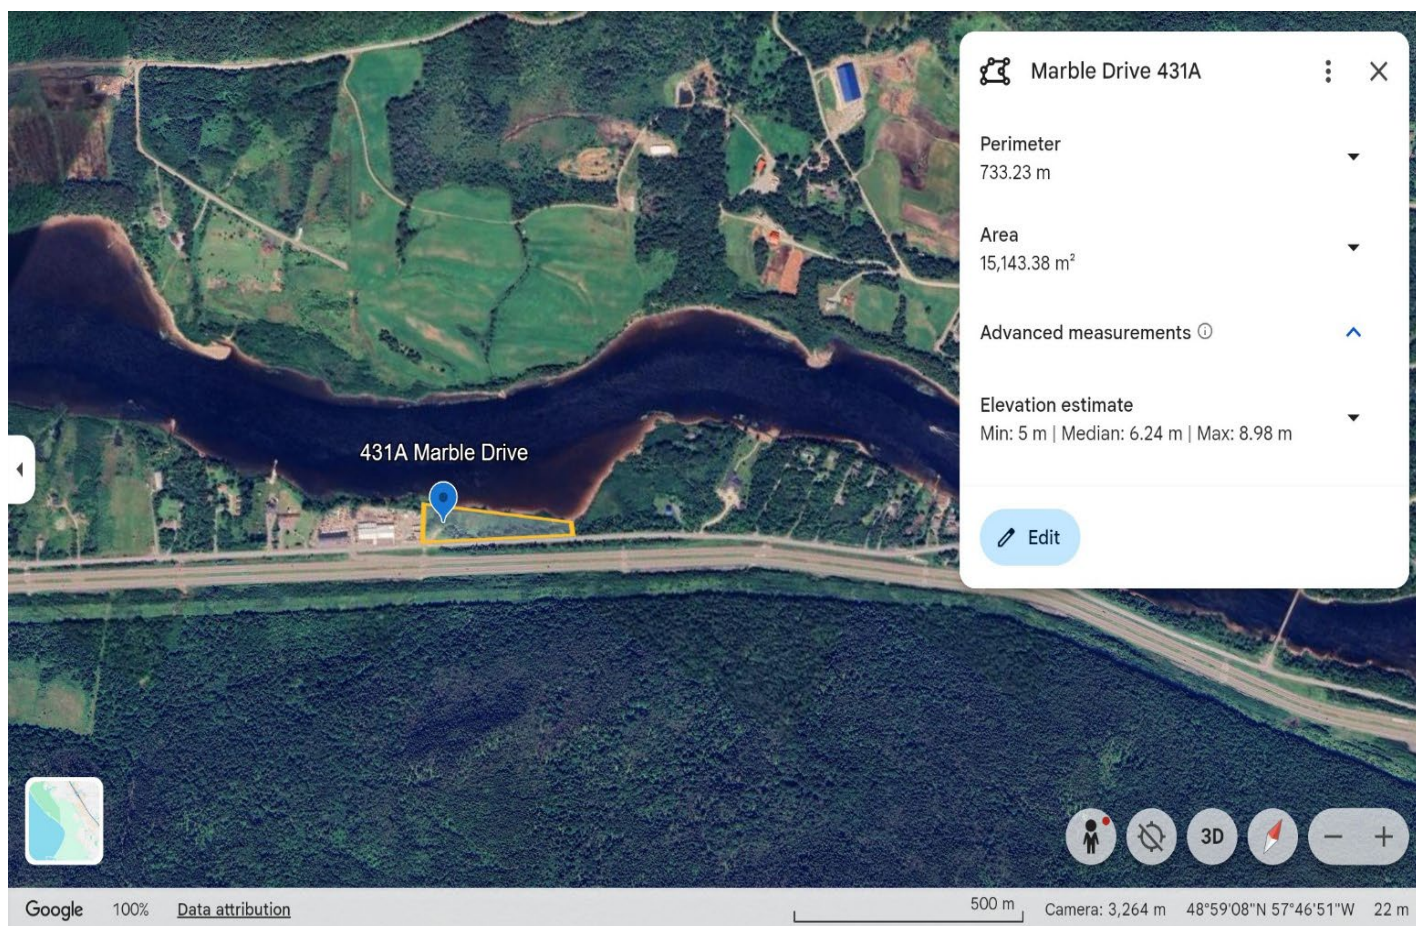 Marble Drive 431A
Perimeter
733.23 m
Area
15,143.38 m²
Advanced measurements
Elevation estimate
Min: 5 m | Median: 6.24 m | Max: 8.98 m
Edit
431A Marble Drive
3D
Google
100%
Data attribution
500 m
Camera: 3,264 m
48°59'08"N 57°46'51"W
22 m